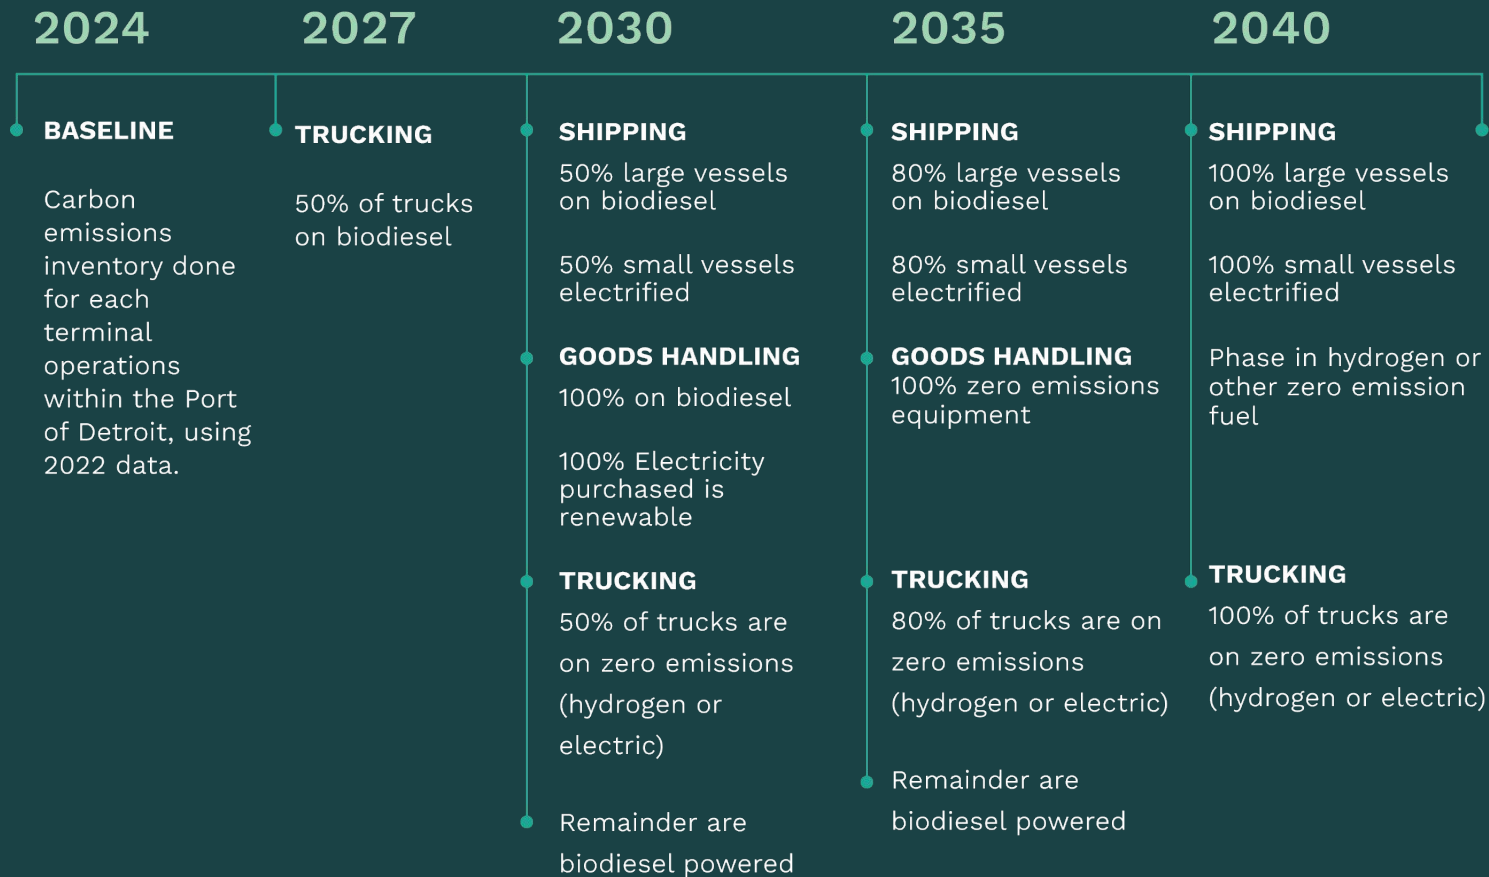 2024
BASELINE
Carbon
emissions
inventory done
for each
terminal
operations
within the Port
of Detroit, using
2022 data.
2027
TRUCKING
50% of trucks
on biodiesel
2030
SHIPPING
50% large vessels
on biodiesel
50% small vessels
electrified
GOODS HANDLING
100% on biodiesel
100% Electricity
purchased is
renewable
TRUCKING
50% of trucks are
on zero emissions
(hydrogen or
electric)
Remainder are
biodiesel powered
2035
SHIPPING
80% large vessels
on biodiesel
80% small vessels
electrified
GOODS HANDLING
100% zero emissions
equipment
TRUCKING
80% of trucks are on
zero emissions
(hydrogen or electric)
Remainder are
biodiesel powered
2040
SHIPPING
100% large vessels
on biodiesel
100% small vessels
electrified
Phase in hydrogen or
other zero emission
fuel
TRUCKING
100% of trucks are
on zero emissions
(hydrogen or electric)